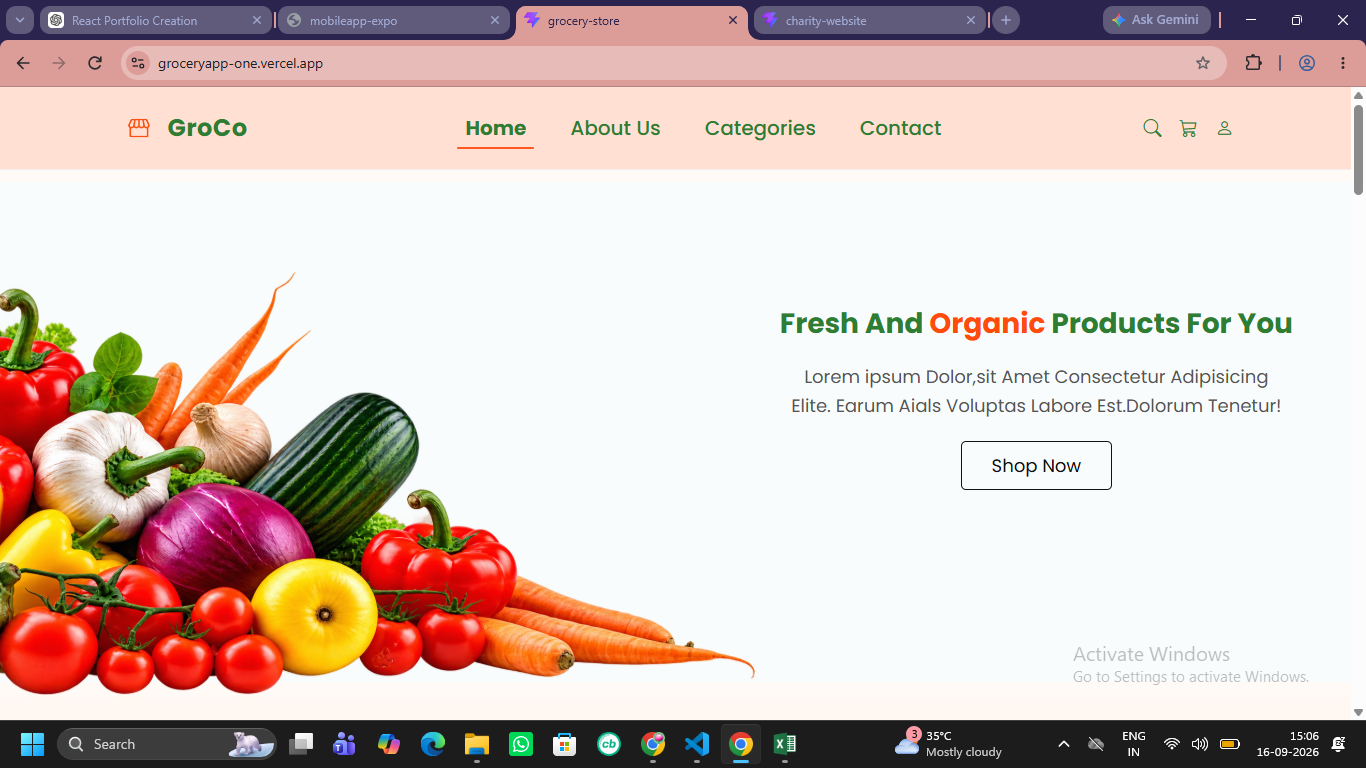 React Portfolio Creation
mobileapp-expo
grocery-store
charity-website
Ask Gemini
groceryapp-one.vercel.app
GroCo
Home
About Us
Categories
Contact
Fresh And Organic Products For You
Lorem ipsum Dolor,sit Amet Consectetur Adipisicing
Elite. Earum Aials Voluptas Labore Est.Dolorum Tenetur!
Shop Now
Activate Windows
Go to Settings to activate Windows.
Search
cb
3
35°C
Mostly cloudy
ENG
IN
15:06
16-09-2026